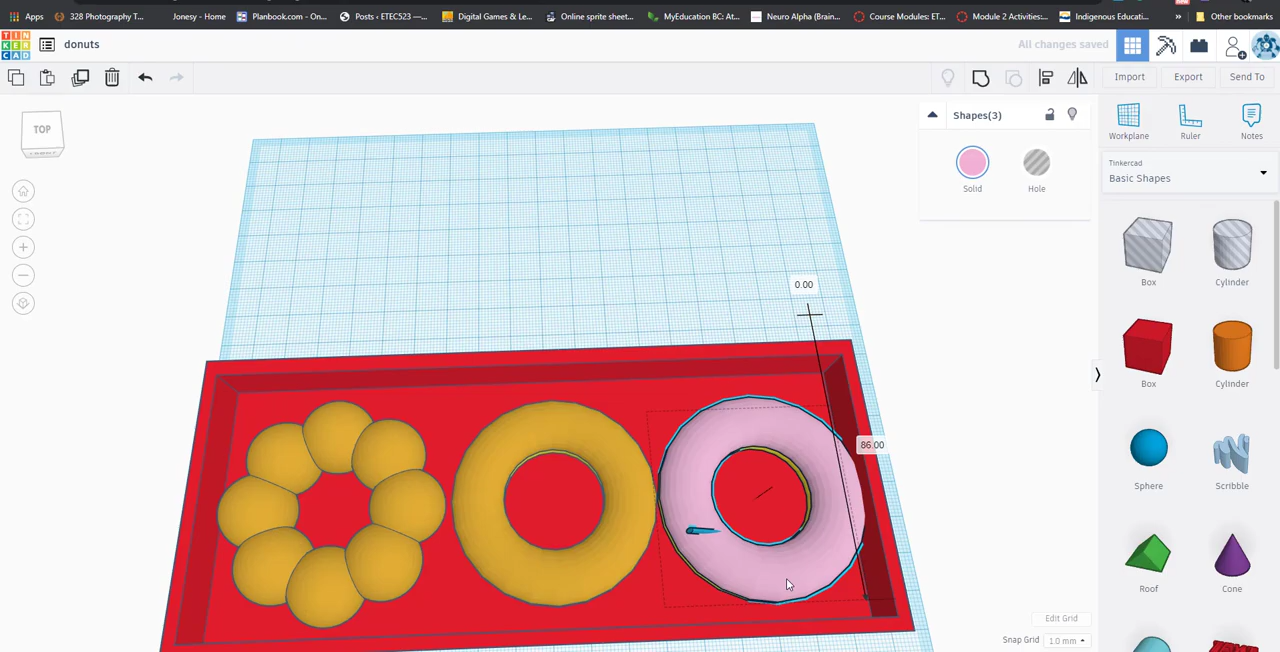 Apps
328 Photography T...
Jonesy - Home
Planbook.com - On...
Posts ‹ ETEC523 —...
Digital Games & Le...
Online sprite sheet...
MyEducation BC: At...
Neuro Alpha (Brain...
Course Modules: ET...
Module 2 Activities:...
Indigenous Educati...
»
Other bookmarks
TIN
KER
CAD
donuts
All changes saved
Import
Export
Send To
TOP
Shapes(3)
Solid
Hole
Workplane
Ruler
Notes
Tinkercad
Basic Shapes
Box
Cylinder
0.00
Box
Cylinder
86.00
Sphere
Scribble
Roof
Cone
Edit Grid
Snap Grid
1.0 mm